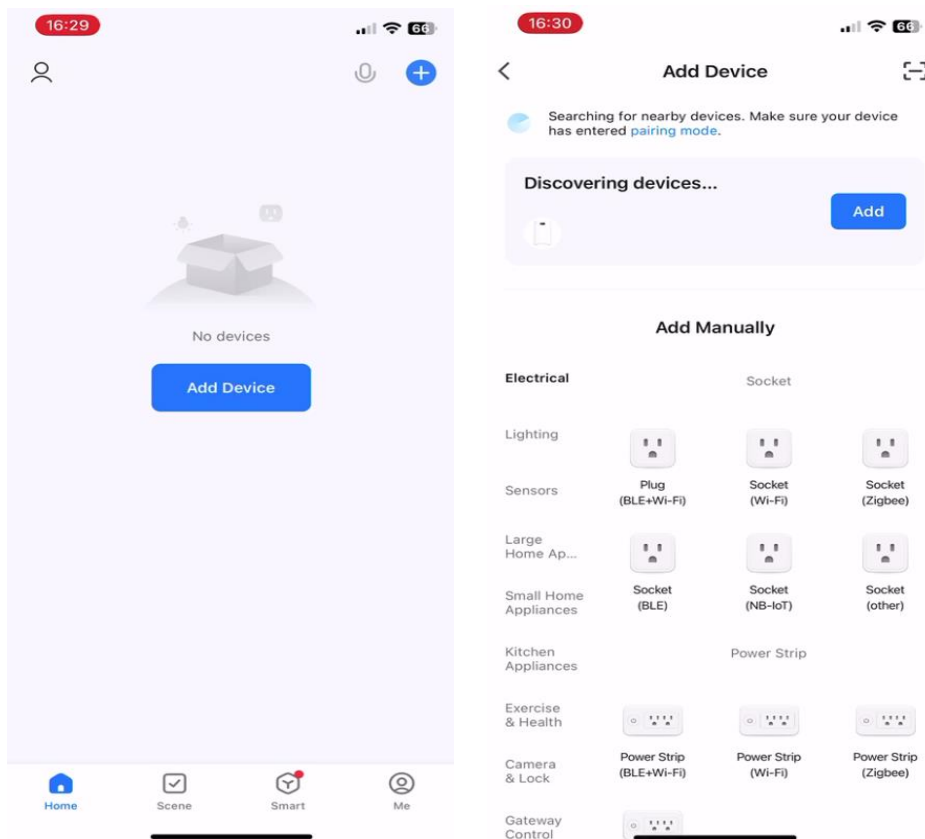 16:29
66
No devices
Add Device
Home
Scene
Smart
Me
16:30
66
Add Device
Searching for nearby devices. Make sure your device
has entered pairing mode.
Discovering devices...
Add
Add Manually
Electrical
Lighting
Sensors
Large
Home Ap...
Small Home
Appliances
Kitchen
Appliances
Exercise
& Health
Camera
& Lock
Gateway
Control
Socket
Plug
(BLE+Wi-Fi)
Socket
(Wi-Fi)
Socket
(Zigbee)
Socket
(BLE)
Socket
(NB-IoT)
Socket
(other)
Power Strip
Power Strip
(BLE+Wi-Fi)
Power Strip
(Wi-Fi)
Power Strip
(Zigbee)